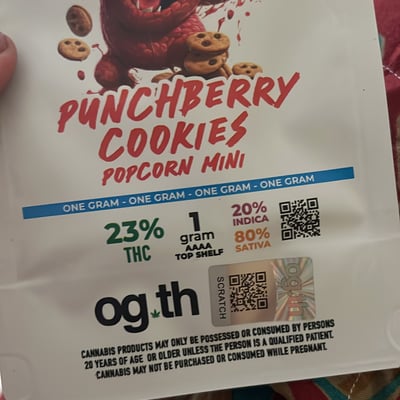 PUNCHBERRY
COOKIES
POPCORN MINI
ONE GRAM - ONE GRAM - ONE GRAM - ONE GRAM
23%
THC
1
gram
AAAA
TOP SHELF
20%
INDICA
80%
SATIVA
og.th
SCRATCH
CANNABIS PRODUCTS MAY ONLY BE POSSESSED OR CONSUMED BY PERSONS
20 YEARS OF AGE OR OLDER UNLESS THE PERSON IS A QUALIFIED PATIENT.
CANNABIS MAY NOT BE PURCHASED OR CONSUMED WHILE PREGNANT.